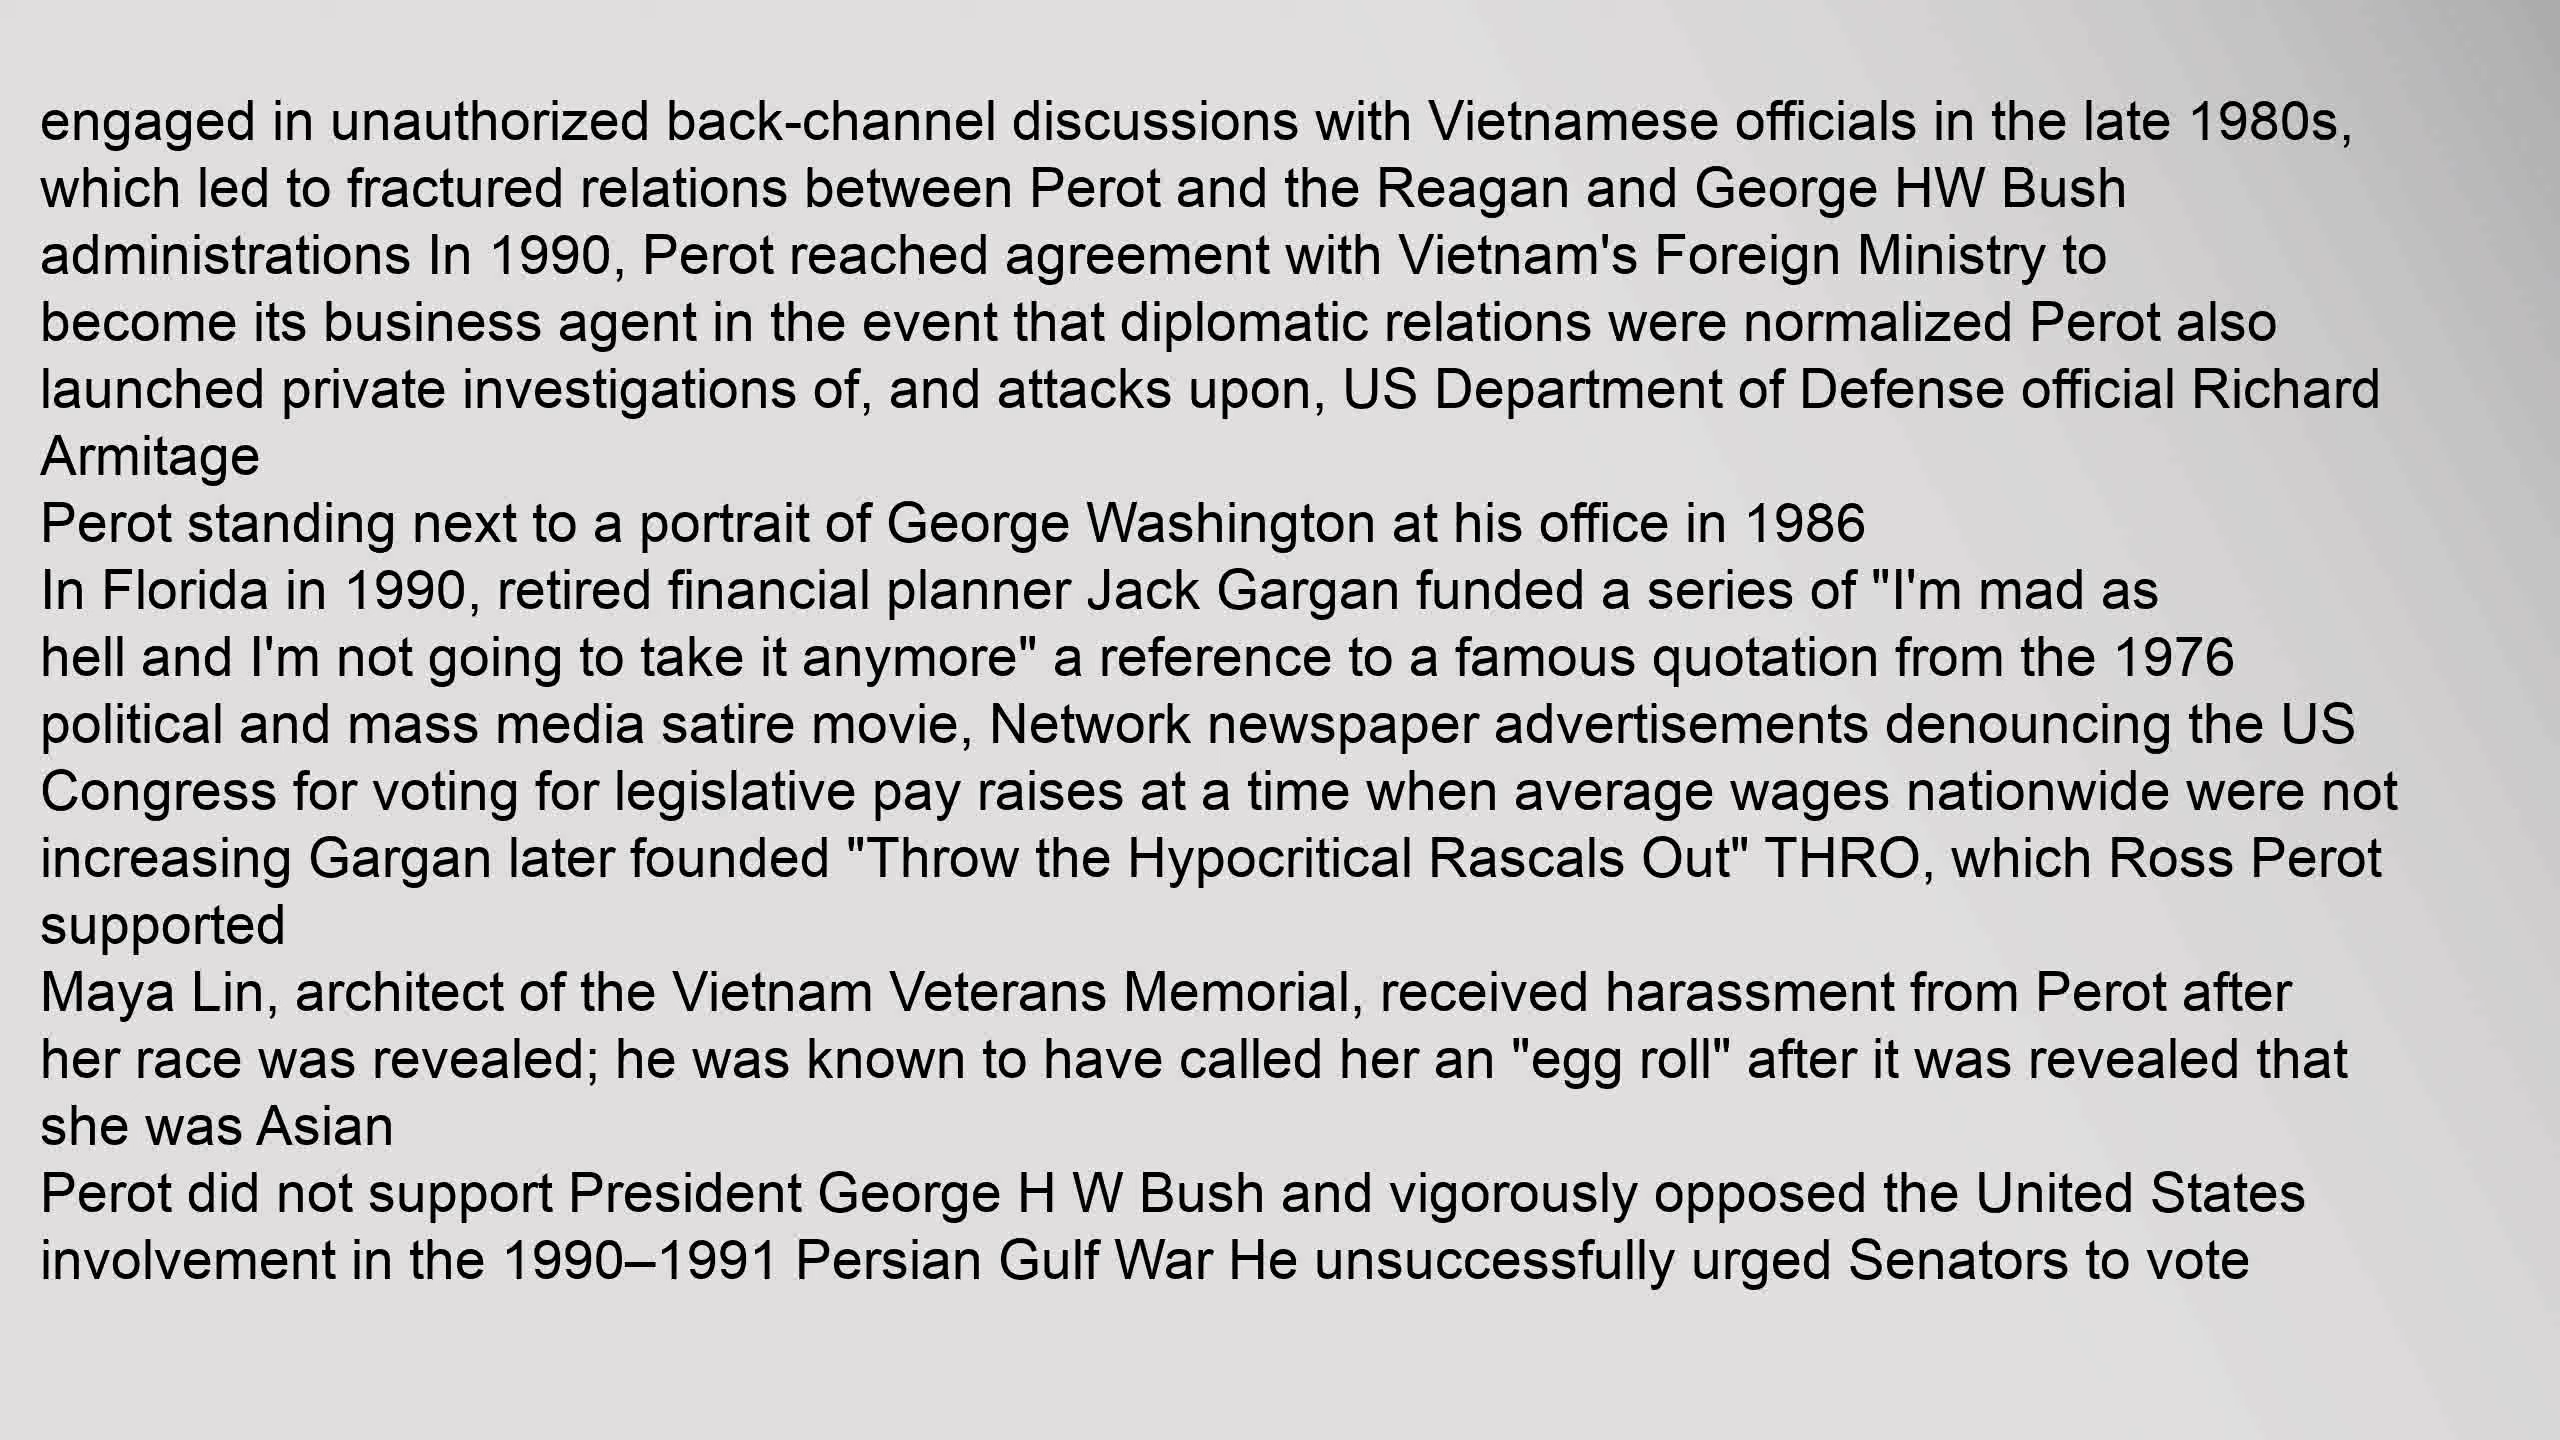 engaged in unauthorized back-channel discussions with Vietnamese officials in the late 1980s,
which led to fractured relations between Perot and the Reagan and George HW Bush
administrations In 1990, Perot reached agreement with Vietnam's Foreign Ministry to
become its business agent in the event that diplomatic relations were normalized Perot also
launched private investigations of, and attacks upon, US Department of Defense official Richard
Armitage
Perot standing next to a portrait of George Washington at his office in 1986
In Florida in 1990, retired financial planner Jack Gargan funded a series of "I'm mad as
hell and I'm not going to take it anymore" a reference to a famous quotation from the 1976
political and mass media satire movie, Network newspaper advertisements denouncing the US
Congress for voting for legislative pay raises at a time when average wages nationwide were not
increasing Gargan later founded "Throw the Hypocritical Rascals Out" THRO, which Ross Perot
supported
Maya Lin, architect of the Vietnam Veterans Memorial, received harassment from Perot after
her race was revealed; he was known to have called her an "egg roll" after it was revealed that
she was Asian
Perot did not support President George H W Bush and vigorously opposed the United States
involvement in the 1990–1991 Persian Gulf War He unsuccessfully urged Senators to vote